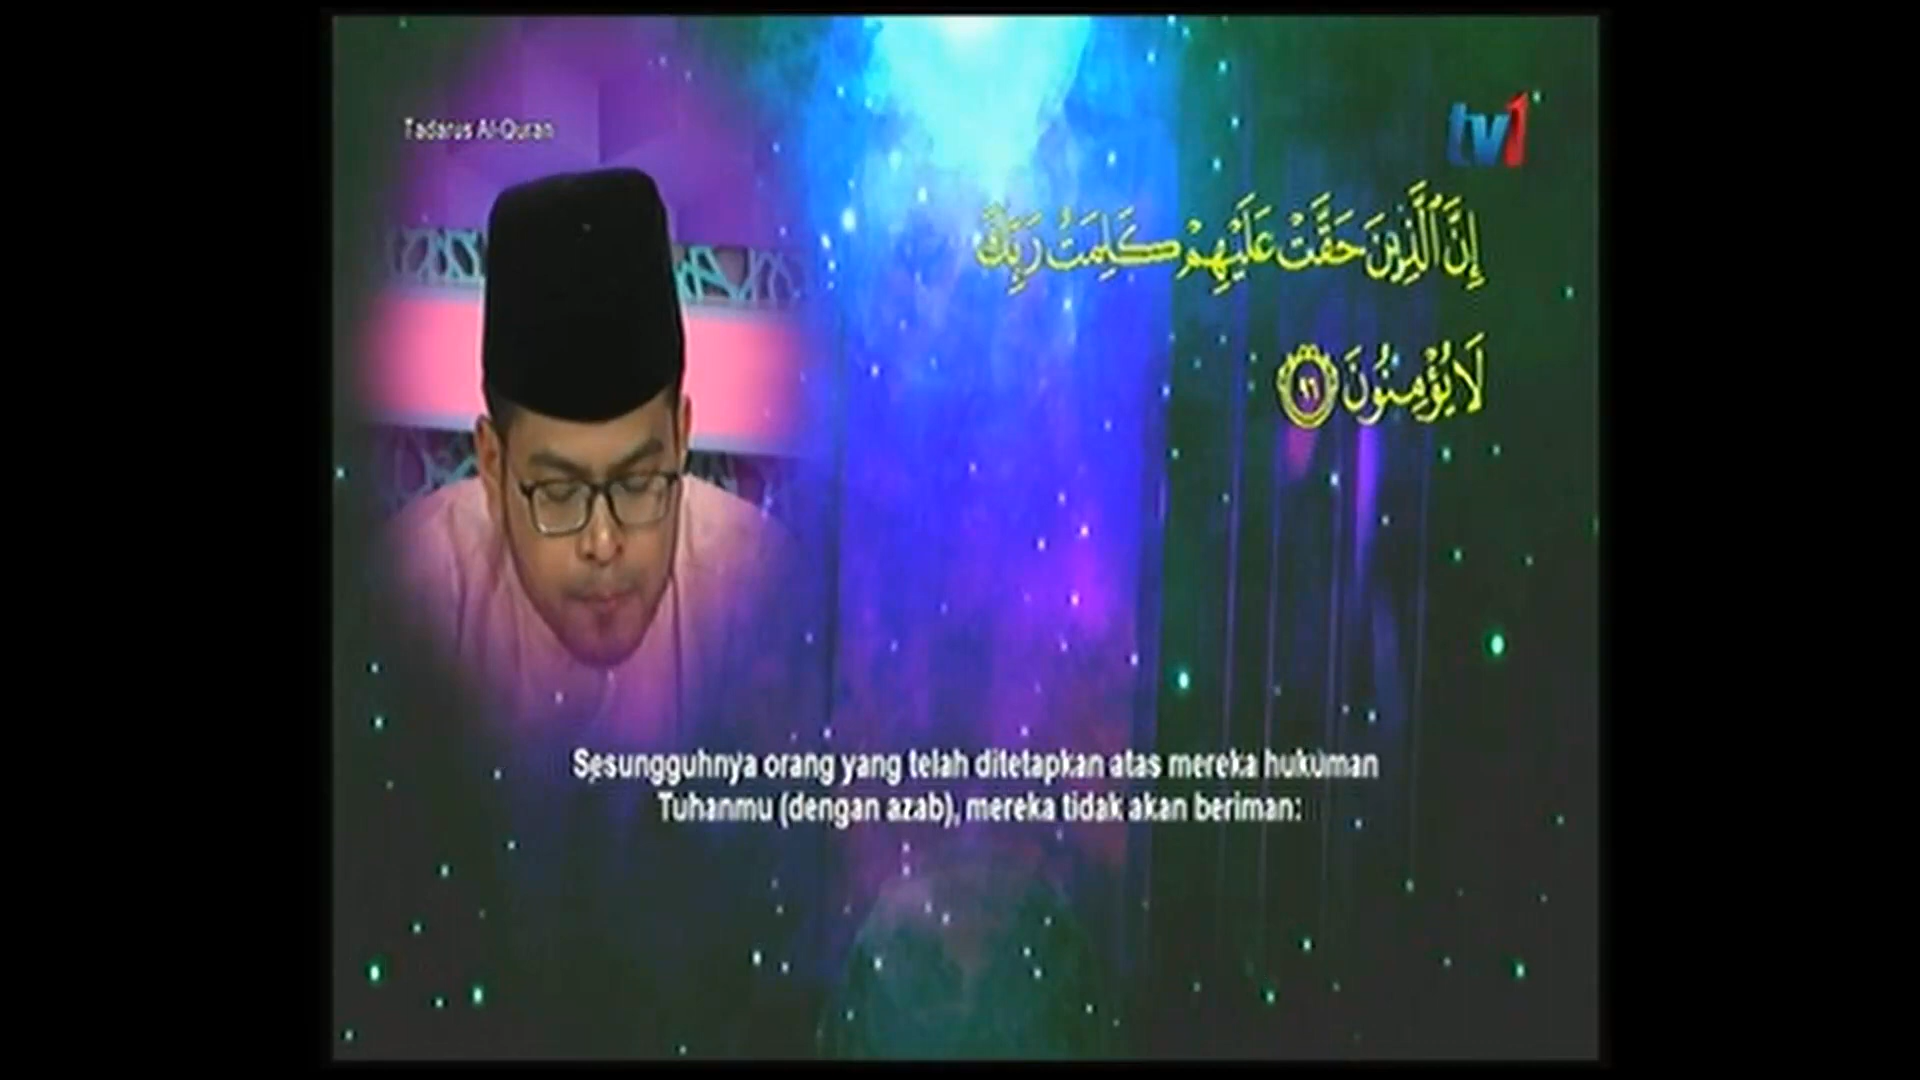 Tadarus Al-Quran
tv1
إِنَّ ٱلَّذِينَ حَقَّتْ عَلَيْهِمْ كَلِمَتُ رَبِّكَ
لَا يُؤْمِنُونَ ٩٦
Sesungguhnya orang yang telah ditetapkan atas mereka hukuman
Tuhanmu (dengan azab), mereka tidak akan beriman: